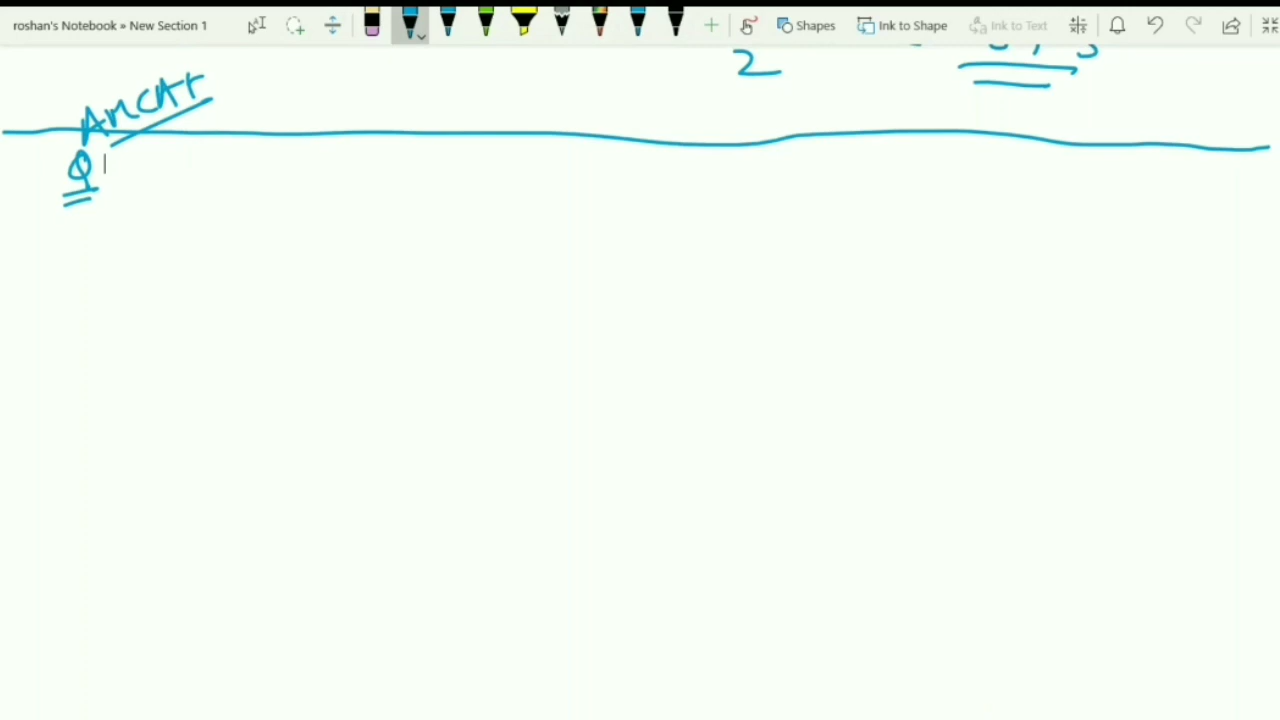 roshan's Notebook » New Section 1 Shapes Ink to Shape Ink to Text
2
AMCAT
Q